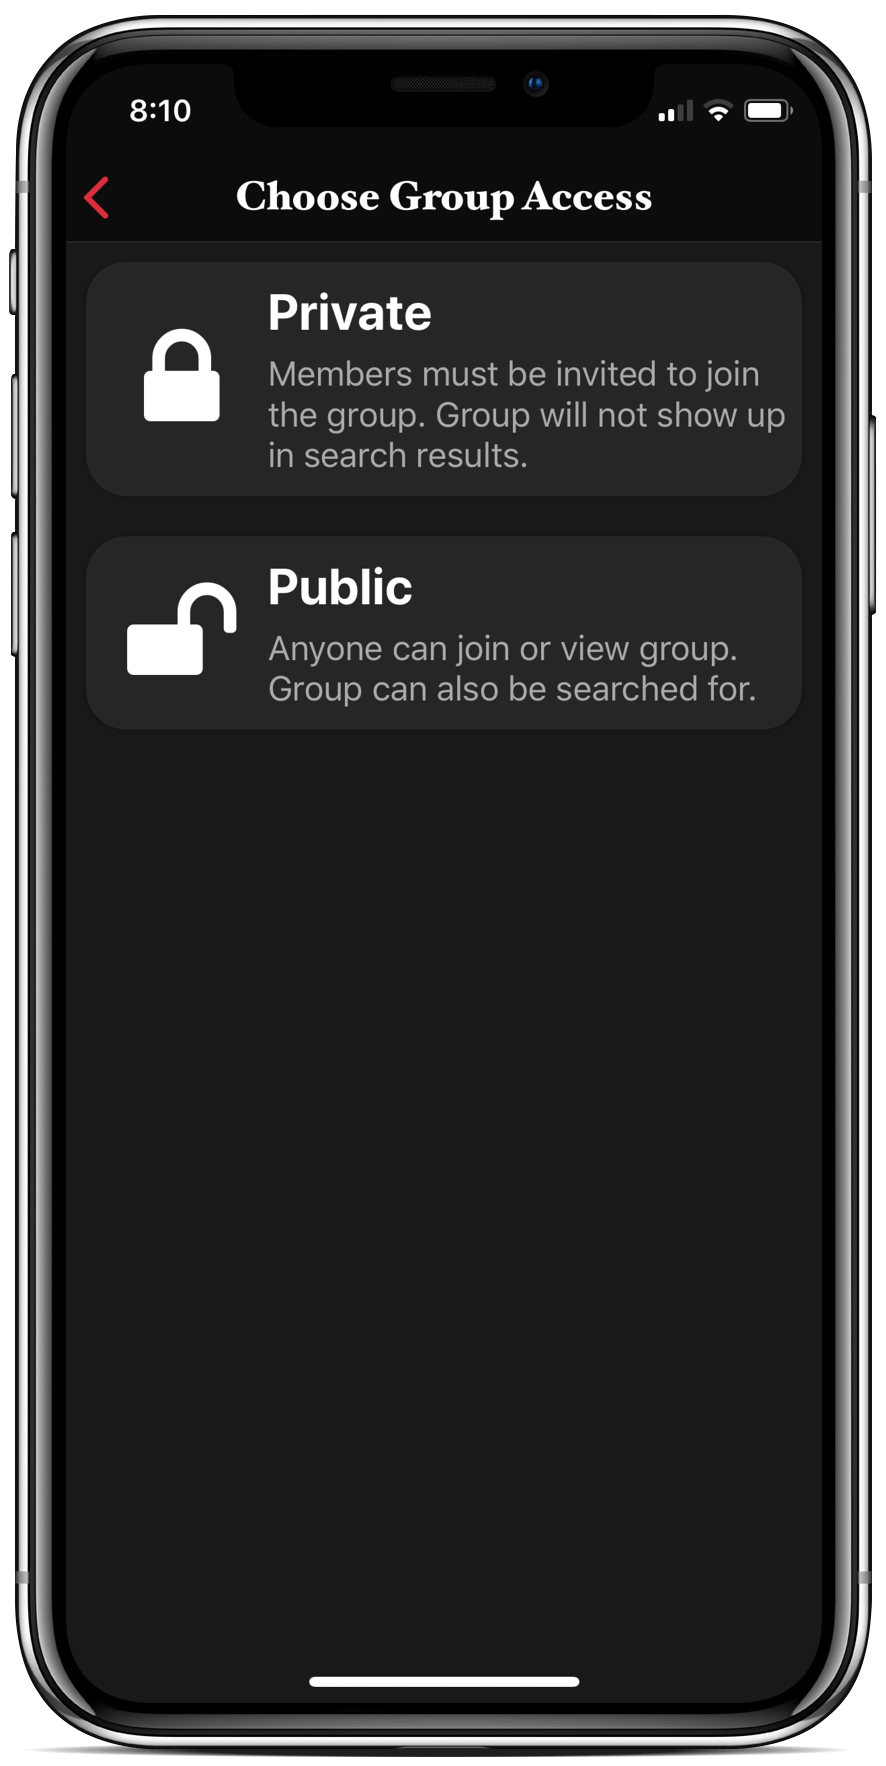 8:10
Choose Group Access
Private
Members must be invited to join
the group. Group will not show up
in search results.
Public
Anyone can join or view group.
Group can also be searched for.